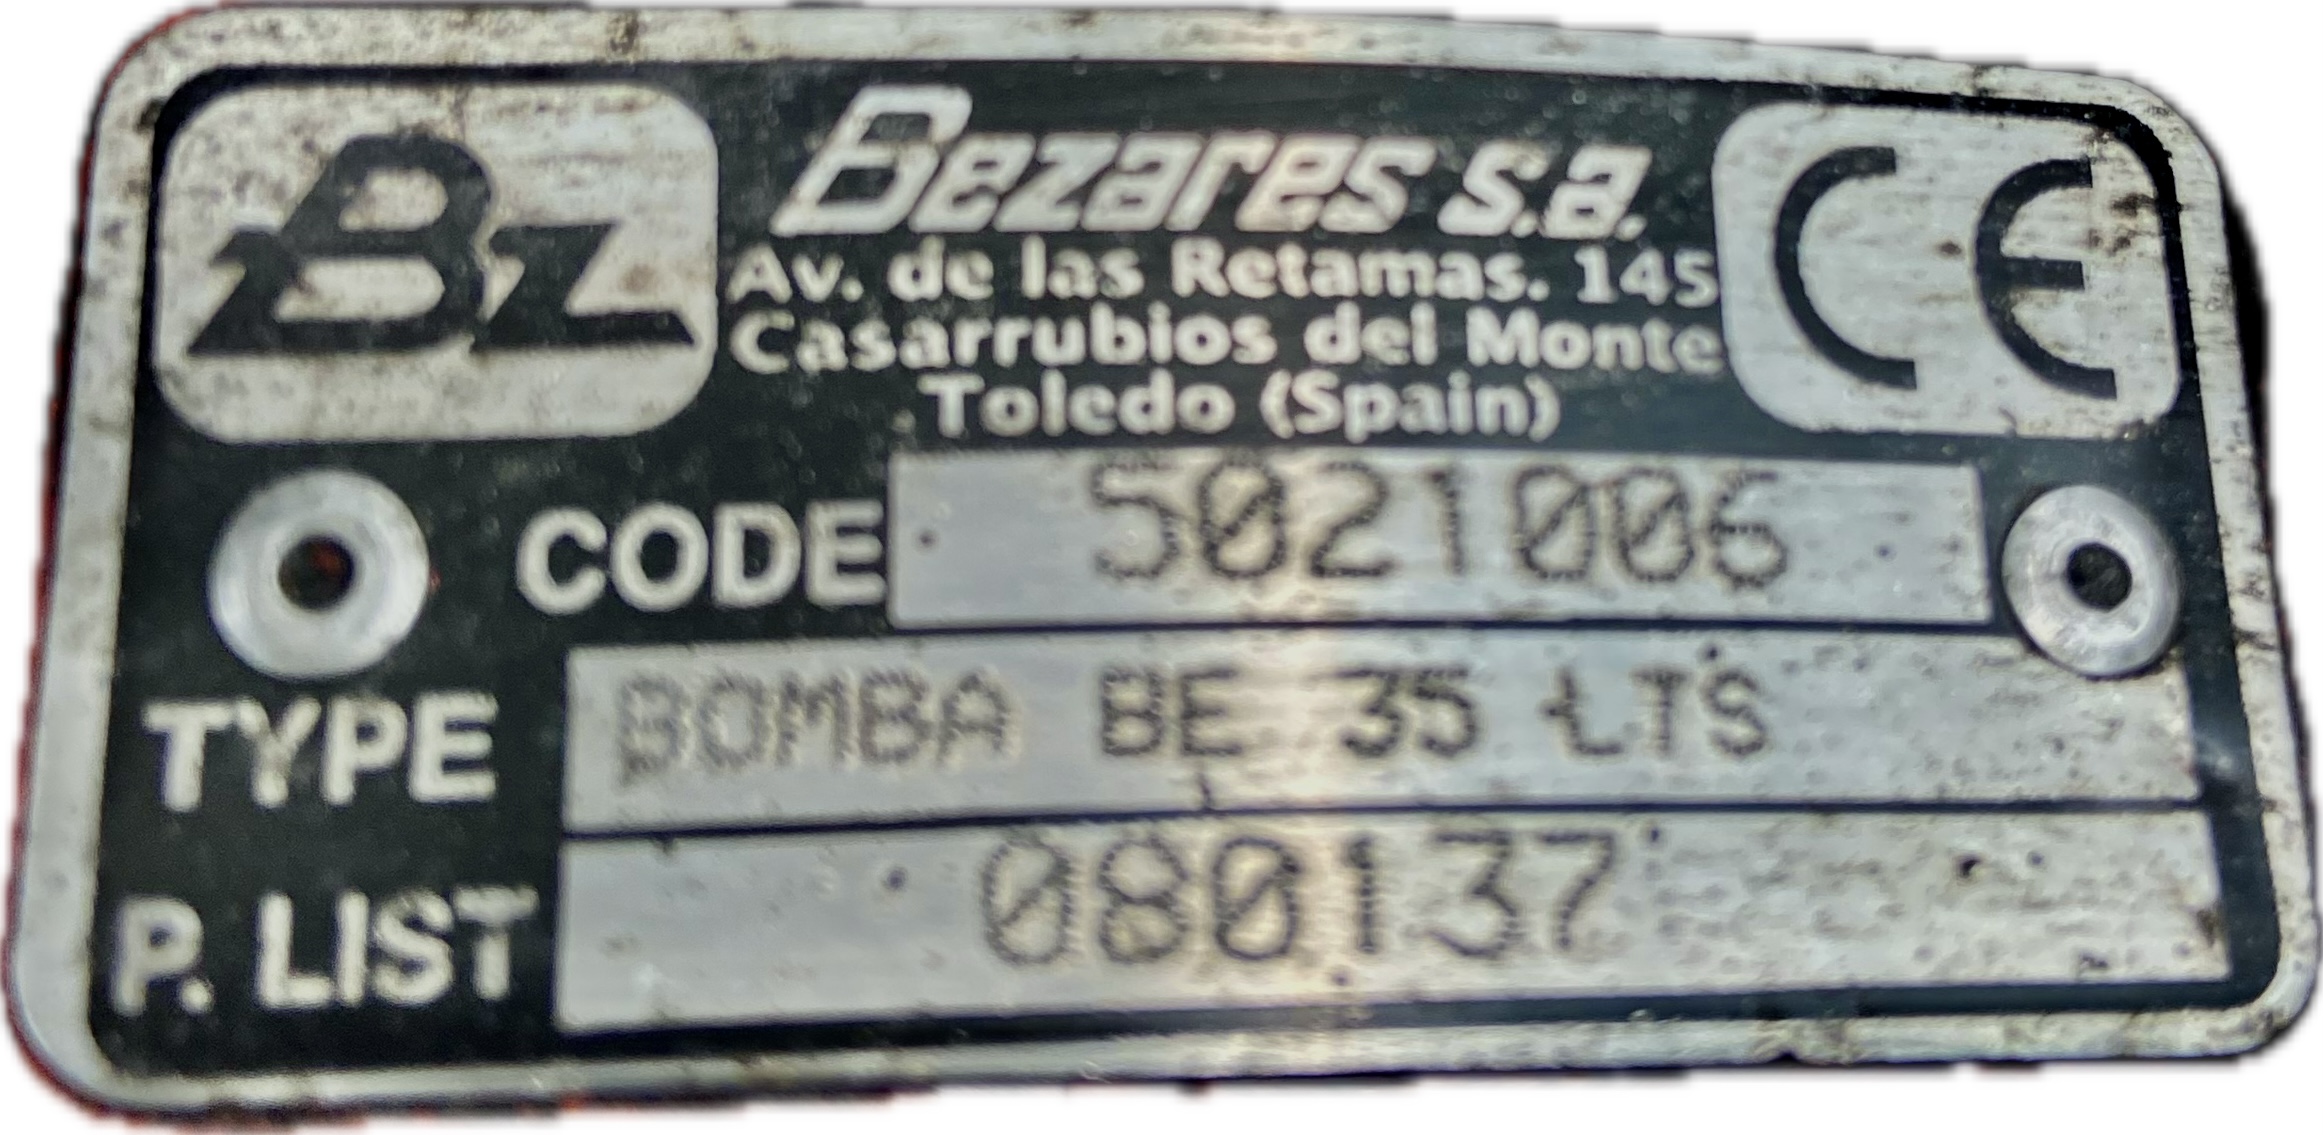 Bz
Bezares s.a.
CE
Av. de las Retamas. 145
Casarrubios del Monte
Toledo (Spain)
CODE 5021006
TYPE BOMBA BE 35 LTS
P. LIST 080137